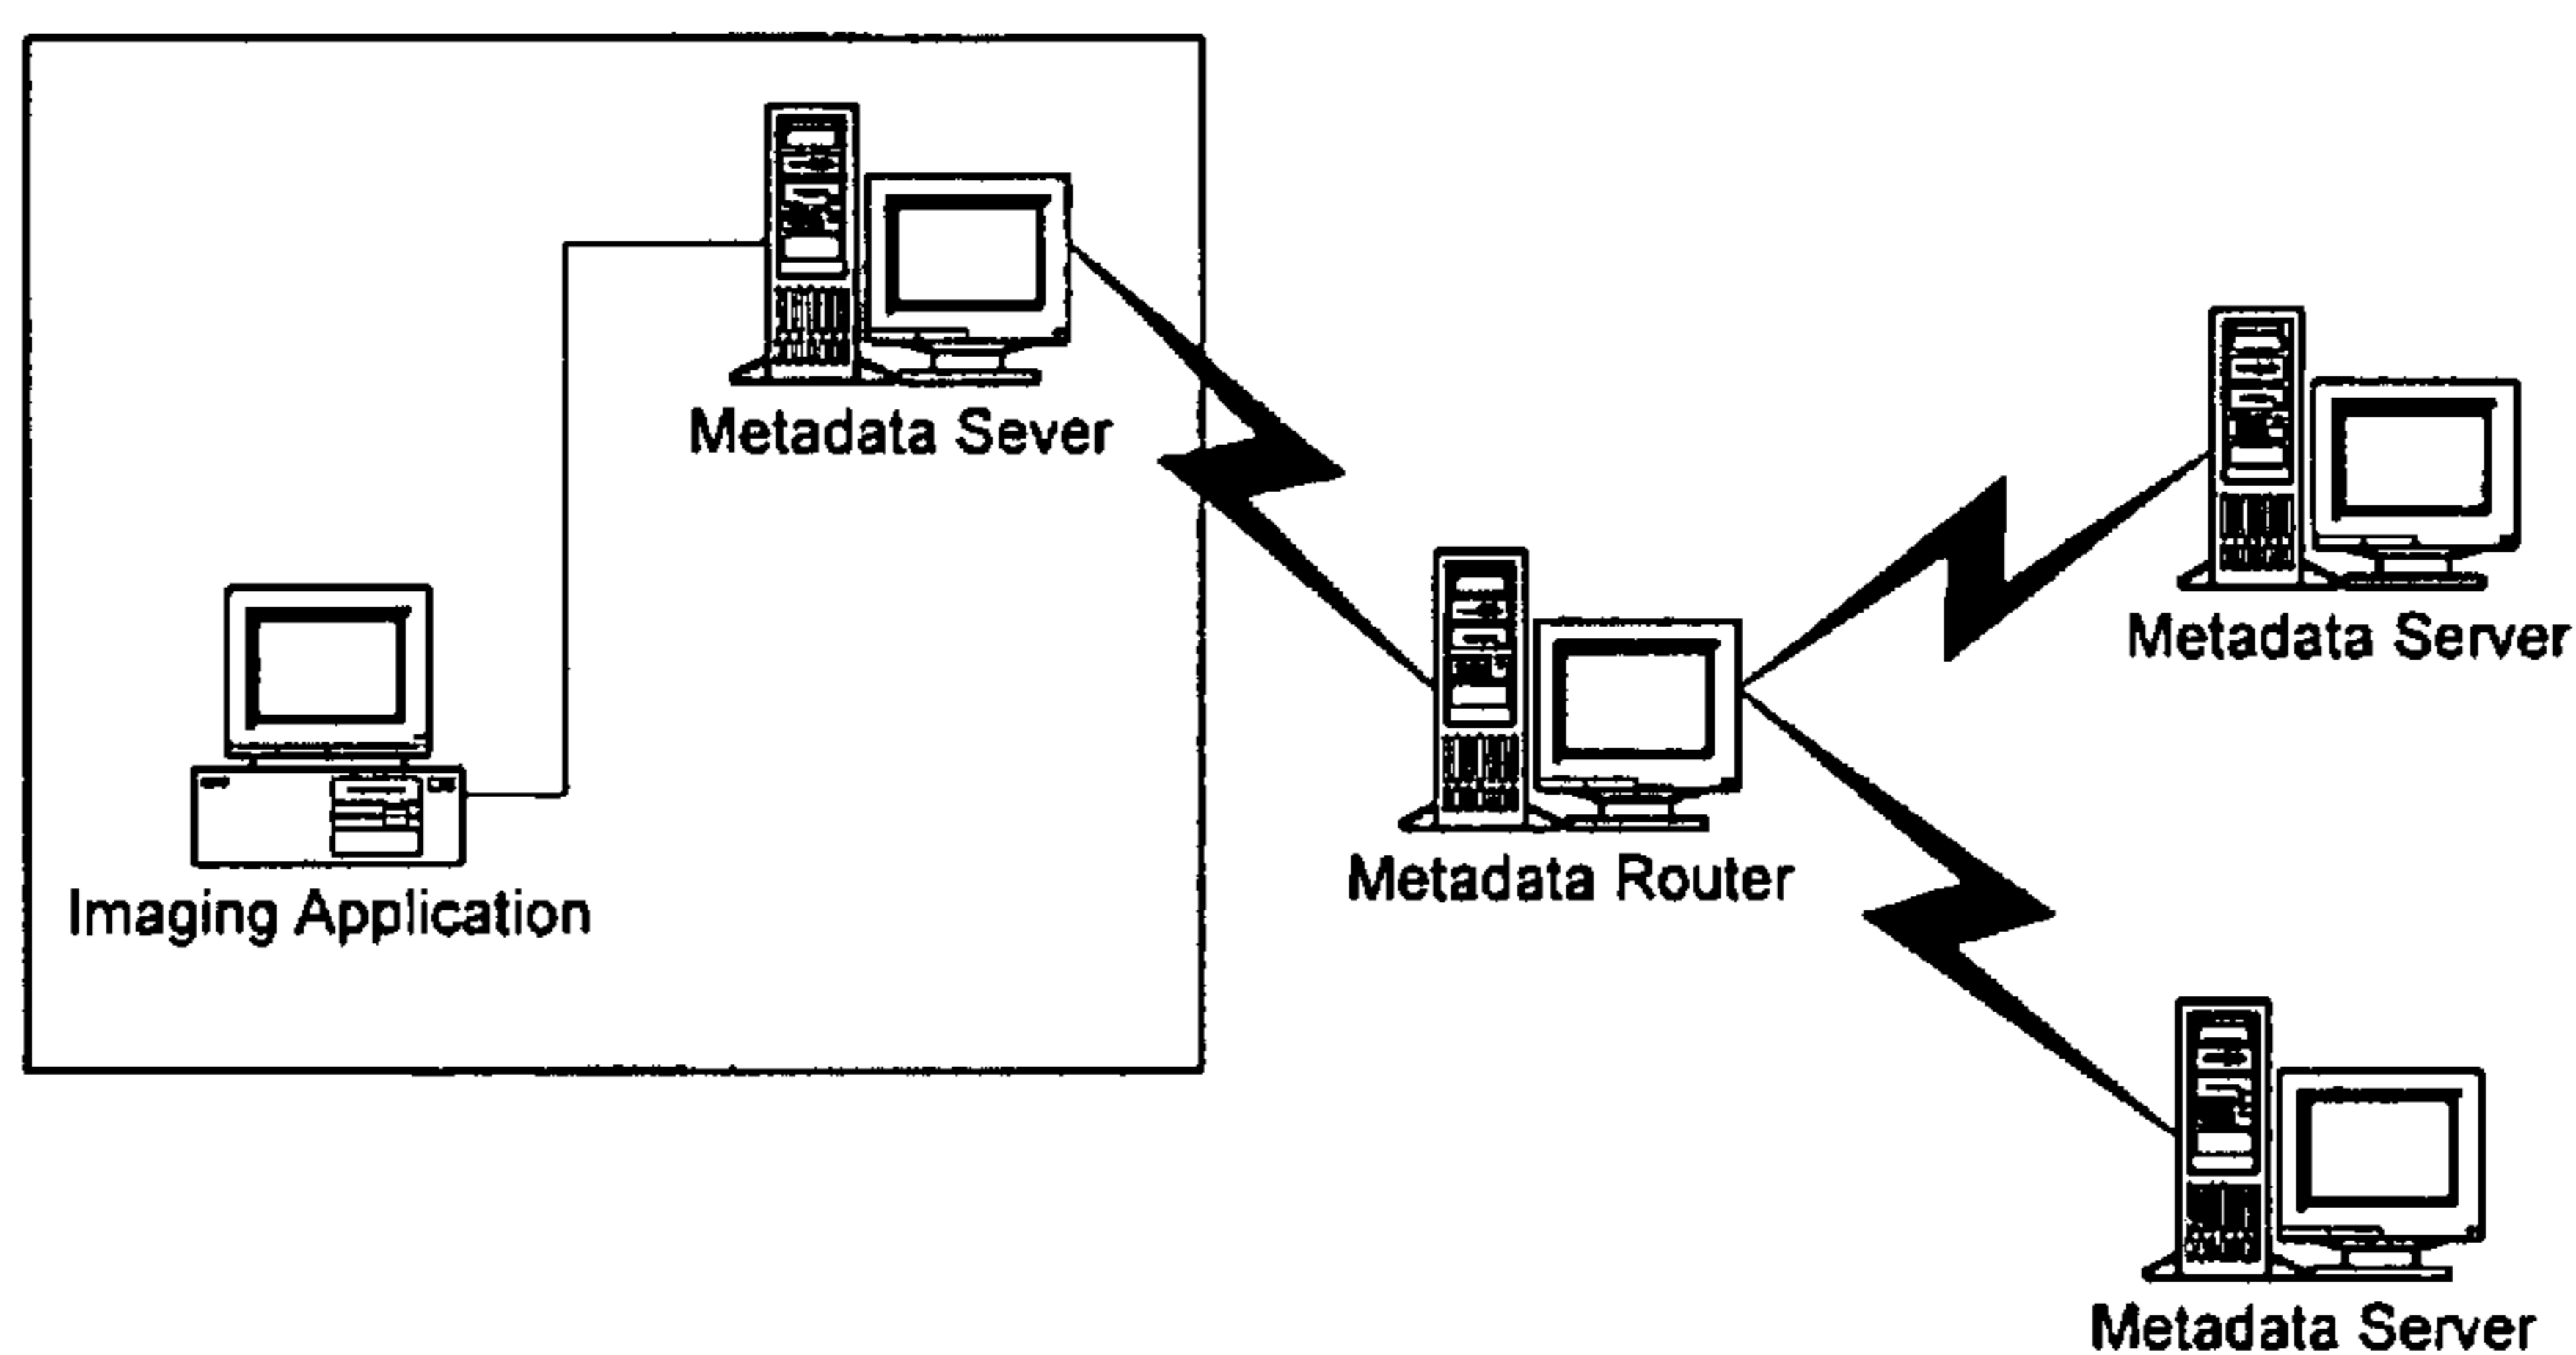 Metadata Sever
Metadata Server
Metadata Router
Imaging Application
Metadata Server